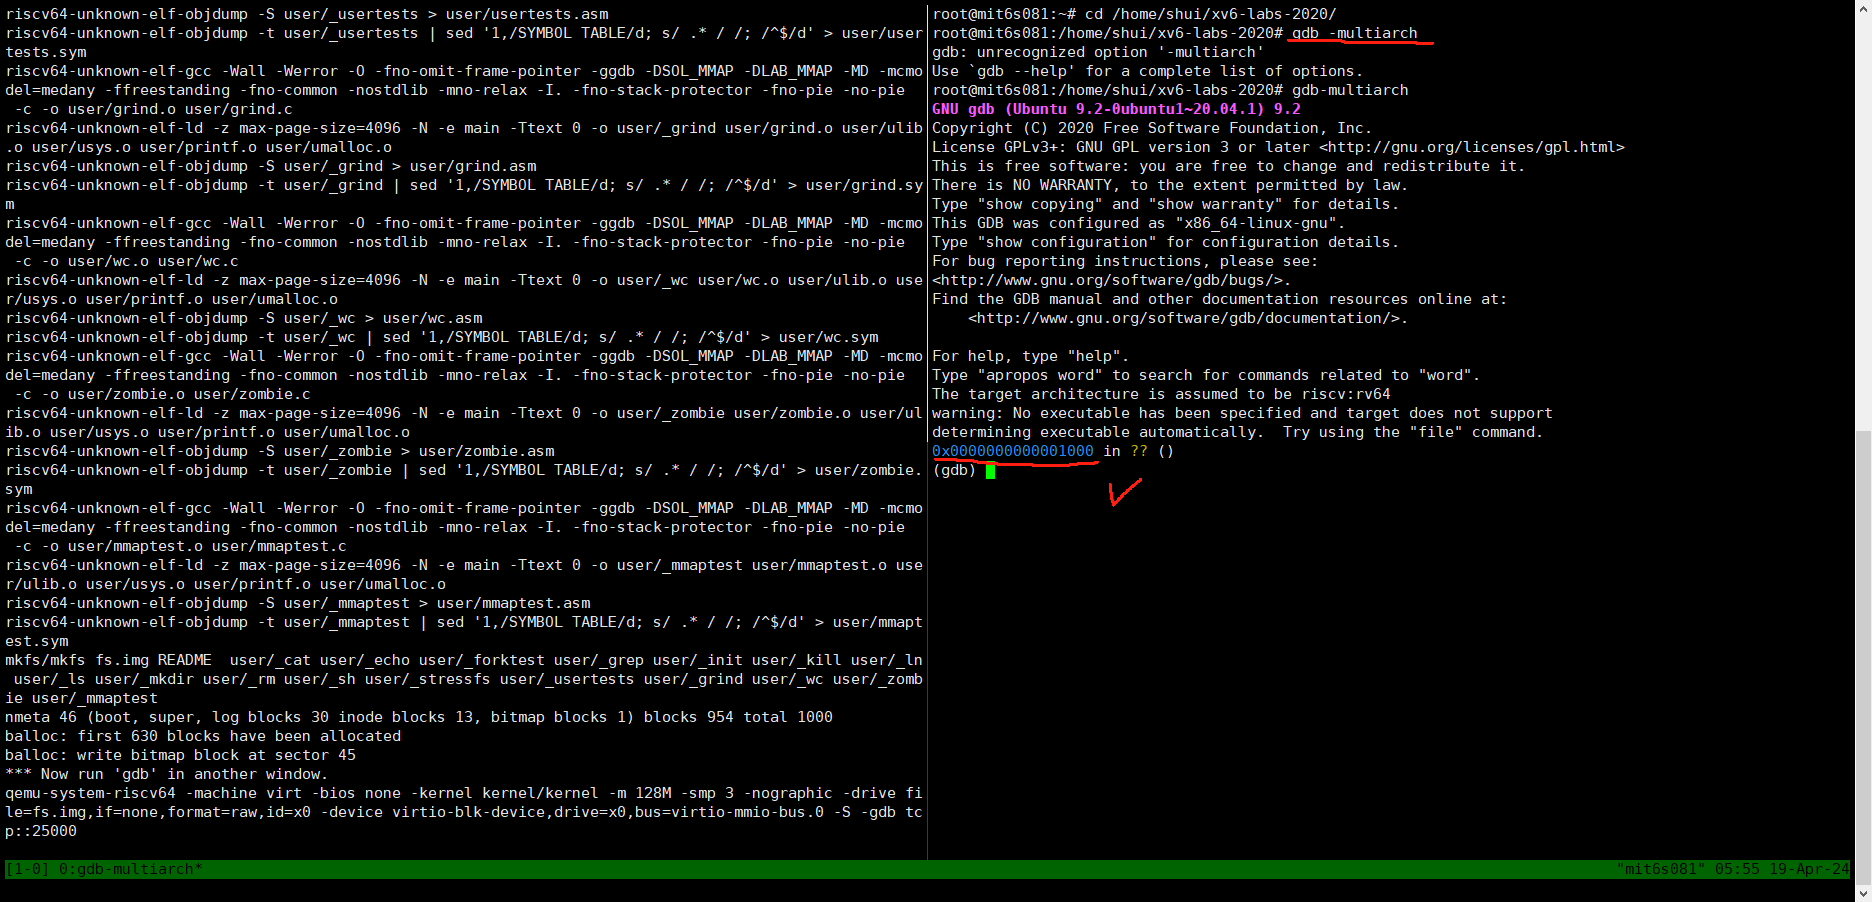 riscv64-unknown-elf-objdump -S user/_usertests > user/usertests.asm
riscv64-unknown-elf-objdump -t user/_usertests | sed '1,/SYMBOL TABLE/d; s/ .* / /; /^$/d' > user/user
tests.sym
riscv64-unknown-elf-gcc -Wall -Werror -O -fno-omit-frame-pointer -ggdb -DSOL_MMAP -DLAB_MMAP -MD -mcmo
del=medany -ffreestanding -fno-common -nostdlib -mno-relax -I. -fno-stack-protector -fno-pie -no-pie
 -c -o user/grind.o user/grind.c
riscv64-unknown-elf-ld -z max-page-size=4096 -N -e main -Ttext 0 -o user/_grind user/grind.o user/ulib
.o user/usys.o user/printf.o user/umalloc.o
riscv64-unknown-elf-objdump -S user/_grind > user/grind.asm
riscv64-unknown-elf-objdump -t user/_grind | sed '1,/SYMBOL TABLE/d; s/ .* / /; /^$/d' > user/grind.sy
m
riscv64-unknown-elf-gcc -Wall -Werror -O -fno-omit-frame-pointer -ggdb -DSOL_MMAP -DLAB_MMAP -MD -mcmo
del=medany -ffreestanding -fno-common -nostdlib -mno-relax -I. -fno-stack-protector -fno-pie -no-pie
 -c -o user/wc.o user/wc.c
riscv64-unknown-elf-ld -z max-page-size=4096 -N -e main -Ttext 0 -o user/_wc user/wc.o user/ulib.o use
r/usys.o user/printf.o user/umalloc.o
riscv64-unknown-elf-objdump -S user/_wc > user/wc.asm
riscv64-unknown-elf-objdump -t user/_wc | sed '1,/SYMBOL TABLE/d; s/ .* / /; /^$/d' > user/wc.sym
riscv64-unknown-elf-gcc -Wall -Werror -O -fno-omit-frame-pointer -ggdb -DSOL_MMAP -DLAB_MMAP -MD -mcmo
del=medany -ffreestanding -fno-common -nostdlib -mno-relax -I. -fno-stack-protector -fno-pie -no-pie
 -c -o user/zombie.o user/zombie.c
riscv64-unknown-elf-ld -z max-page-size=4096 -N -e main -Ttext 0 -o user/_zombie user/zombie.o user/ul
ib.o user/usys.o user/printf.o user/umalloc.o
riscv64-unknown-elf-objdump -S user/_zombie > user/zombie.asm
riscv64-unknown-elf-objdump -t user/_zombie | sed '1,/SYMBOL TABLE/d; s/ .* / /; /^$/d' > user/zombie.
sym
riscv64-unknown-elf-gcc -Wall -Werror -O -fno-omit-frame-pointer -ggdb -DSOL_MMAP -DLAB_MMAP -MD -mcmo
del=medany -ffreestanding -fno-common -nostdlib -mno-relax -I. -fno-stack-protector -fno-pie -no-pie
 -c -o user/mmaptest.o user/mmaptest.c
riscv64-unknown-elf-ld -z max-page-size=4096 -N -e main -Ttext 0 -o user/_mmaptest user/mmaptest.o use
r/ulib.o user/usys.o user/printf.o user/umalloc.o
riscv64-unknown-elf-objdump -S user/_mmaptest > user/mmaptest.asm
riscv64-unknown-elf-objdump -t user/_mmaptest | sed '1,/SYMBOL TABLE/d; s/ .* / /; /^$/d' > user/mmapt
est.sym
mkfs/mkfs fs.img README  user/_cat user/_echo user/_forktest user/_grep user/_init user/_kill user/_ln
 user/_ls user/_mkdir user/_rm user/_sh user/_stressfs user/_usertests user/_grind user/_wc user/_zomb
ie user/_mmaptest
nmeta 46 (boot, super, log blocks 30 inode blocks 13, bitmap blocks 1) blocks 954 total 1000
balloc: first 630 blocks have been allocated
balloc: write bitmap block at sector 45
*** Now run 'gdb' in another window.
qemu-system-riscv64 -machine virt -bios none -kernel kernel/kernel -m 128M -smp 3 -nographic -drive fi
le=fs.img,if=none,format=raw,id=x0 -device virtio-blk-device,drive=x0,bus=virtio-mmio-bus.0 -S -gdb tc
p::25000
root@mit6s081:~# cd /home/shui/xv6-labs-2020/
root@mit6s081:/home/shui/xv6-labs-2020# gdb -multiarch
gdb: unrecognized option '-multiarch'
Use `gdb --help' for a complete list of options.
root@mit6s081:/home/shui/xv6-labs-2020# gdb-multiarch
GNU gdb (Ubuntu 9.2-0ubuntu1~20.04.1) 9.2
Copyright (C) 2020 Free Software Foundation, Inc.
License GPLv3+: GNU GPL version 3 or later <http://gnu.org/licenses/gpl.html>
This is free software: you are free to change and redistribute it.
There is NO WARRANTY, to the extent permitted by law.
Type "show copying" and "show warranty" for details.
This GDB was configured as "x86_64-linux-gnu".
Type "show configuration" for configuration details.
For bug reporting instructions, please see:
<http://www.gnu.org/software/gdb/bugs/>.
Find the GDB manual and other documentation resources online at:
    <http://www.gnu.org/software/gdb/documentation/>.
For help, type "help".
Type "apropos word" to search for commands related to "word".
The target architecture is assumed to be riscv:rv64
warning: No executable has been specified and target does not support
determining executable automatically.  Try using the "file" command.
0x0000000000001000 in ?? ()
(gdb)
[1-0] 0:gdb-multiarch*
"mit6s081" 05:55 19-Apr-24